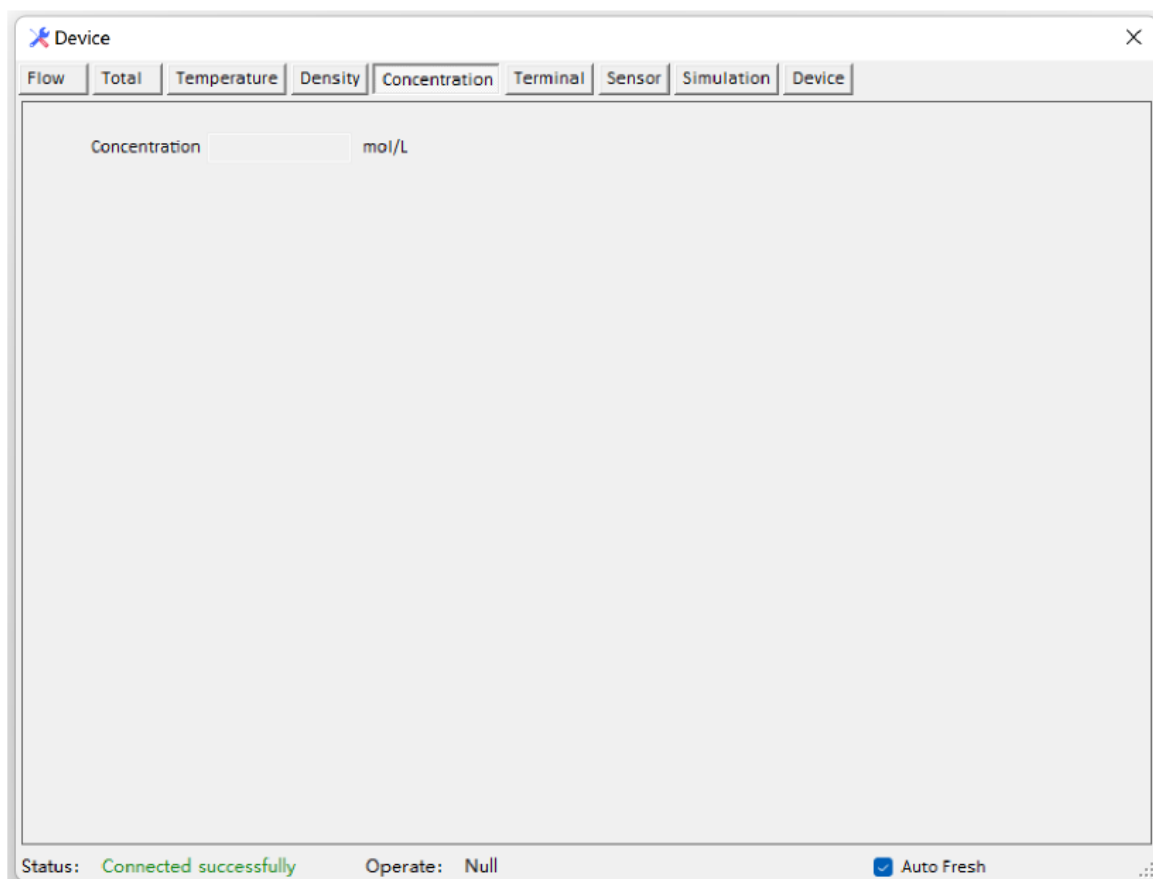 Device
Flow Total Temperature Density Concentration Terminal Sensor Simulation Device
Concentration mol/L
Status: Connected successfully Operate: Null Auto Fresh